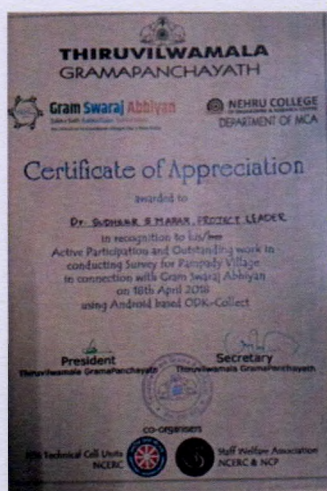 THIRUVILWAMALA
GRAMAPANCHAYATH
Gram Swaraj Abhiyan
NEHRU COLLEGE
DEPARTMENT OF MCA
Certificate of Appreciation
awarded to
Dr. SUDHEER S MARAR, PROJECT LEADER
in recognition to his/her
Active Participation and Outstanding work in
conducting Survey for Pampady Village
in connection with Gram Swaraj Abhiyan
on 18th April 2018
using Android based ODK-Collect
President
Thiruvilwamala GramaPanchayath
Secretary
Thiruvilwamala GramaPanchayath
co-organisers
Technical Cell Units
NCERC
Staff Welfare Association
NCERC & NCP